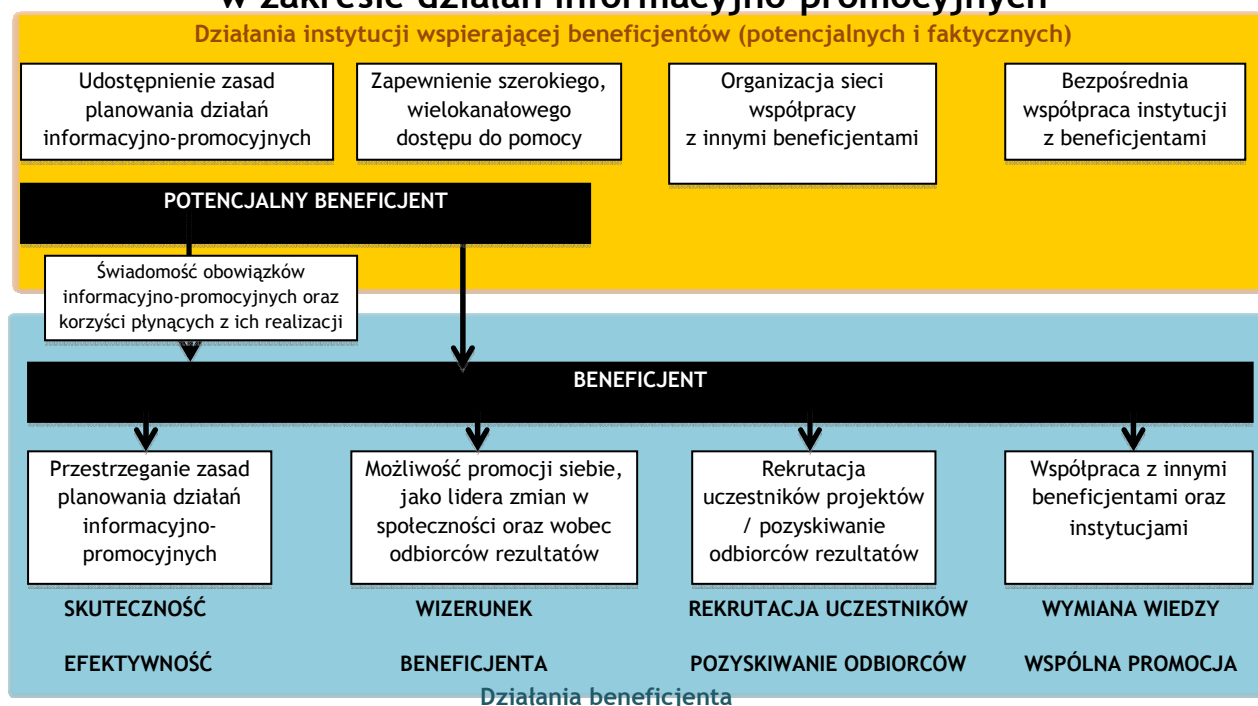 w zakresie działań informacyjno-promocyjnych
Działania instytucji wspierającej beneficjentów (potencjalnych i faktycznych)
Udostępnienie zasad
planowania działań
informacyjno-promocyjnych
Zapewnienie szerokiego,
wielokanałowego
dostępu do pomocy
Organizacja sieci
współpracy
z innymi beneficjentami
Bezpośrednia
współpraca instytucji
z beneficjentami
POTENCJALNY BENEFICJENT
Świadomość obowiązków
informacyjno-promocyjnych oraz
korzyści płynących z ich realizacji
BENEFICJENT
Przestrzeganie zasad
planowania działań
informacyjno-
promocyjnych
Możliwość promocji siebie,
jako lidera zmian w
społeczności oraz wobec
odbiorców rezultatów
Rekrutacja
uczestników projektów
/ pozyskiwanie
odbiorców rezultatów
Współpraca z innymi
beneficjentami oraz
instytucjami
SKUTECZNOŚĆ
EFEKTYWNOŚĆ
WIZERUNEK
BENEFICJENTA
REKRUTACJA UCZESTNIKÓW
POZYSKIWANIE ODBIORCÓW
WYMIANA WIEDZY
WSPÓLNA PROMOCJA
Działania beneficjenta